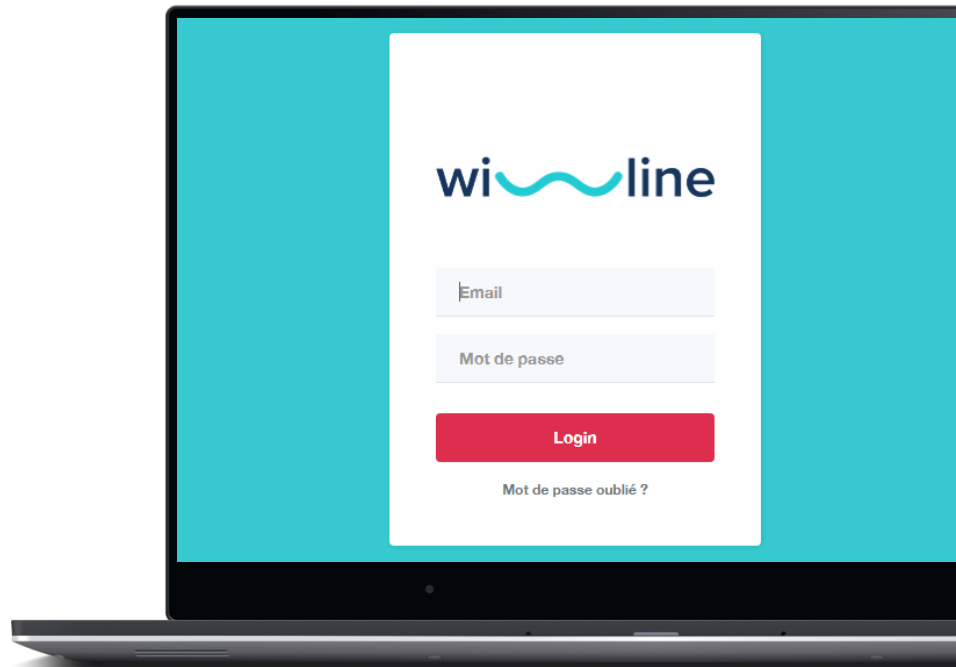 wi line
Email
Mot de passe
Login
Mot de passe oublié ?